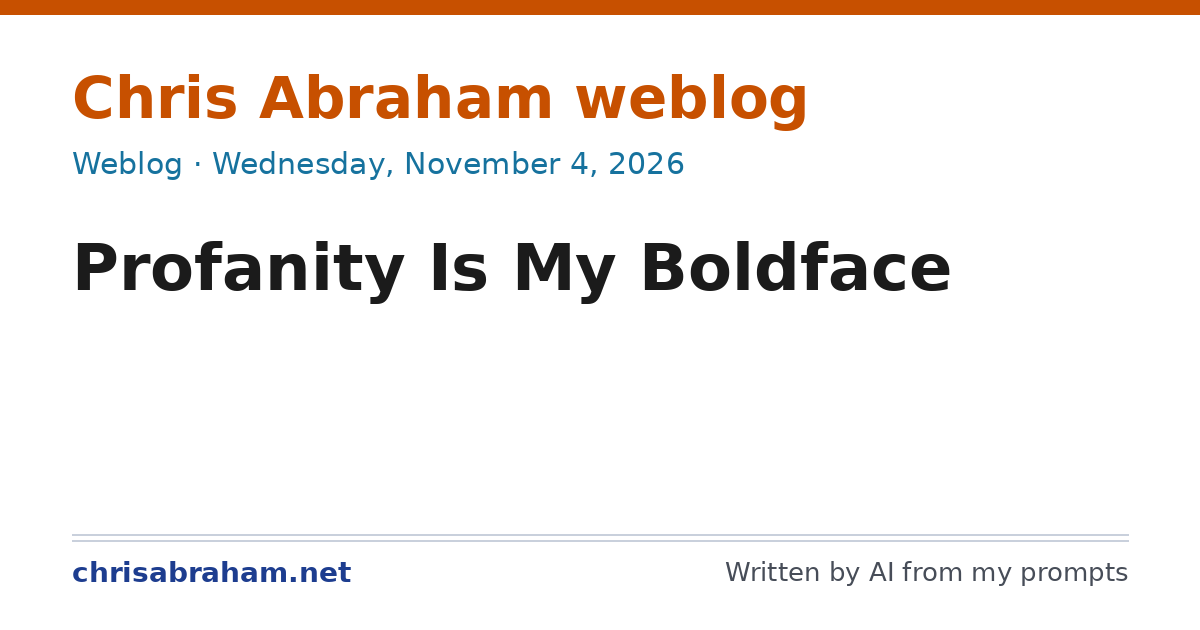 Chris Abraham weblog
Weblog · Wednesday, November 4, 2026
Profanity Is My Boldface
chrisabraham.net
Written by AI from my prompts